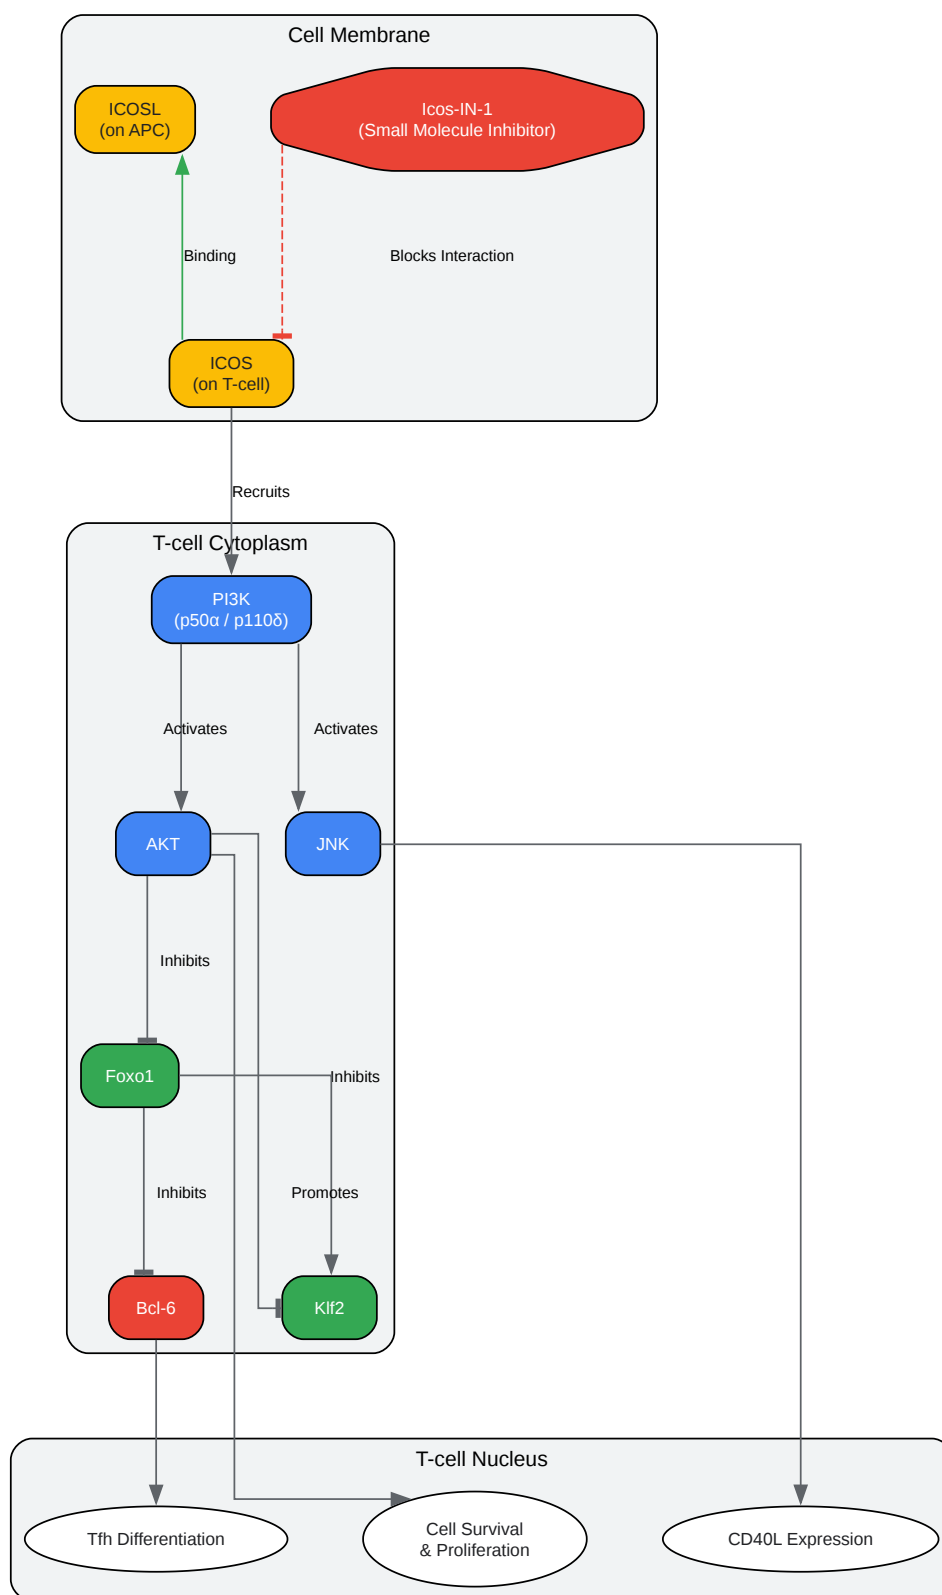 Cell Membrane
ICOSL
(on APC)
Icos-IN-1
(Small Molecule Inhibitor)
Binding
Blocks Interaction
ICOS
(on T-cell)
Recruits
T-cell Cytoplasm
PI3K
(p50α / p110δ)
Activates
Activates
AKT
JNK
Inhibits
Foxo1
Inhibits
Inhibits
Promotes
Bcl-6
Klf2
T-cell Nucleus
Tfh Differentiation
Cell Survival
& Proliferation
CD40L Expression